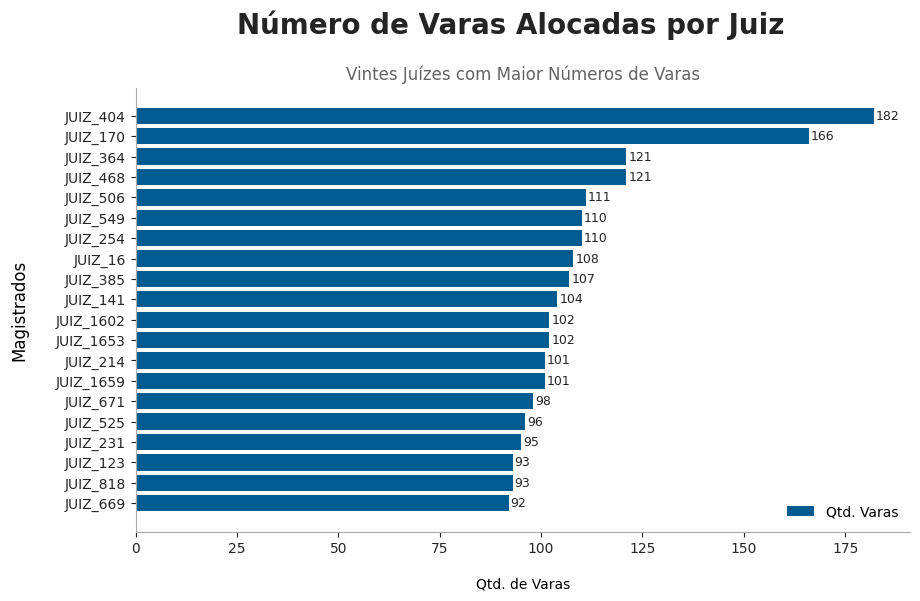 Número de Varas Alocadas por Juiz
Vintes Juízes com Maior Números de Varas
Magistrados
JUIZ_404 182
JUIZ_170 166
JUIZ_364 121
JUIZ_468 121
JUIZ_506 111
JUIZ_549 110
JUIZ_254 110
JUIZ_16 108
JUIZ_385 107
JUIZ_141 104
JUIZ_1602 102
JUIZ_1653 102
JUIZ_214 101
JUIZ_1659 101
JUIZ_671 98
JUIZ_525 96
JUIZ_231 95
JUIZ_123 93
JUIZ_818 93
JUIZ_669 92
Qtd. Varas
0 25 50 75 100 125 150 175
Qtd. de Varas